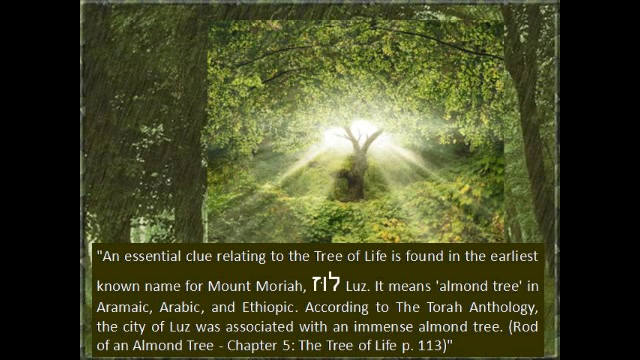 "An essential clue relating to the Tree of Life is found in the earliest
known name for Mount Moriah, לוז Luz. It means 'almond tree' in
Aramaic, Arabic, and Ethiopic. According to The Torah Anthology,
the city of Luz was associated with an immense almond tree. (Rod
of an Almond Tree - Chapter 5: The Tree of Life p. 113)"